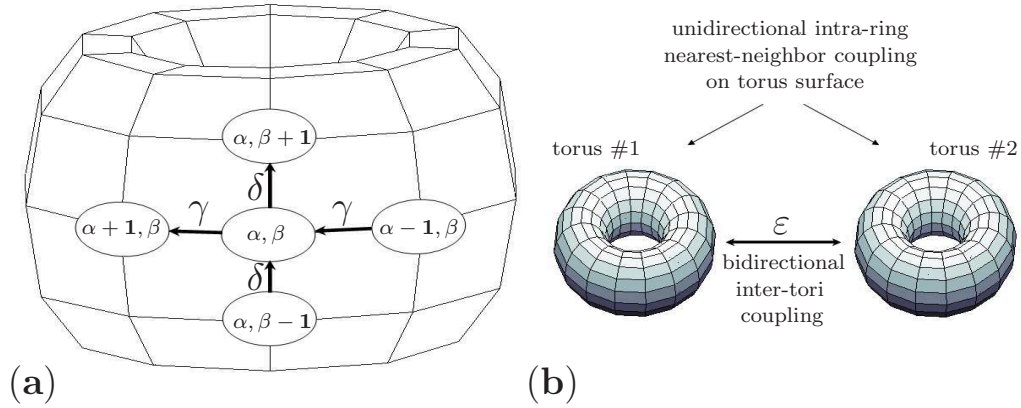 α, β + 1
δ
γ
γ
α + 1, β
α, β
α − 1, β
δ
α, β − 1
(a)
unidirectional intra-ring
nearest-neighbor coupling
on torus surface
torus #1
torus #2
ε
bidirectional
inter-tori
coupling
(b)